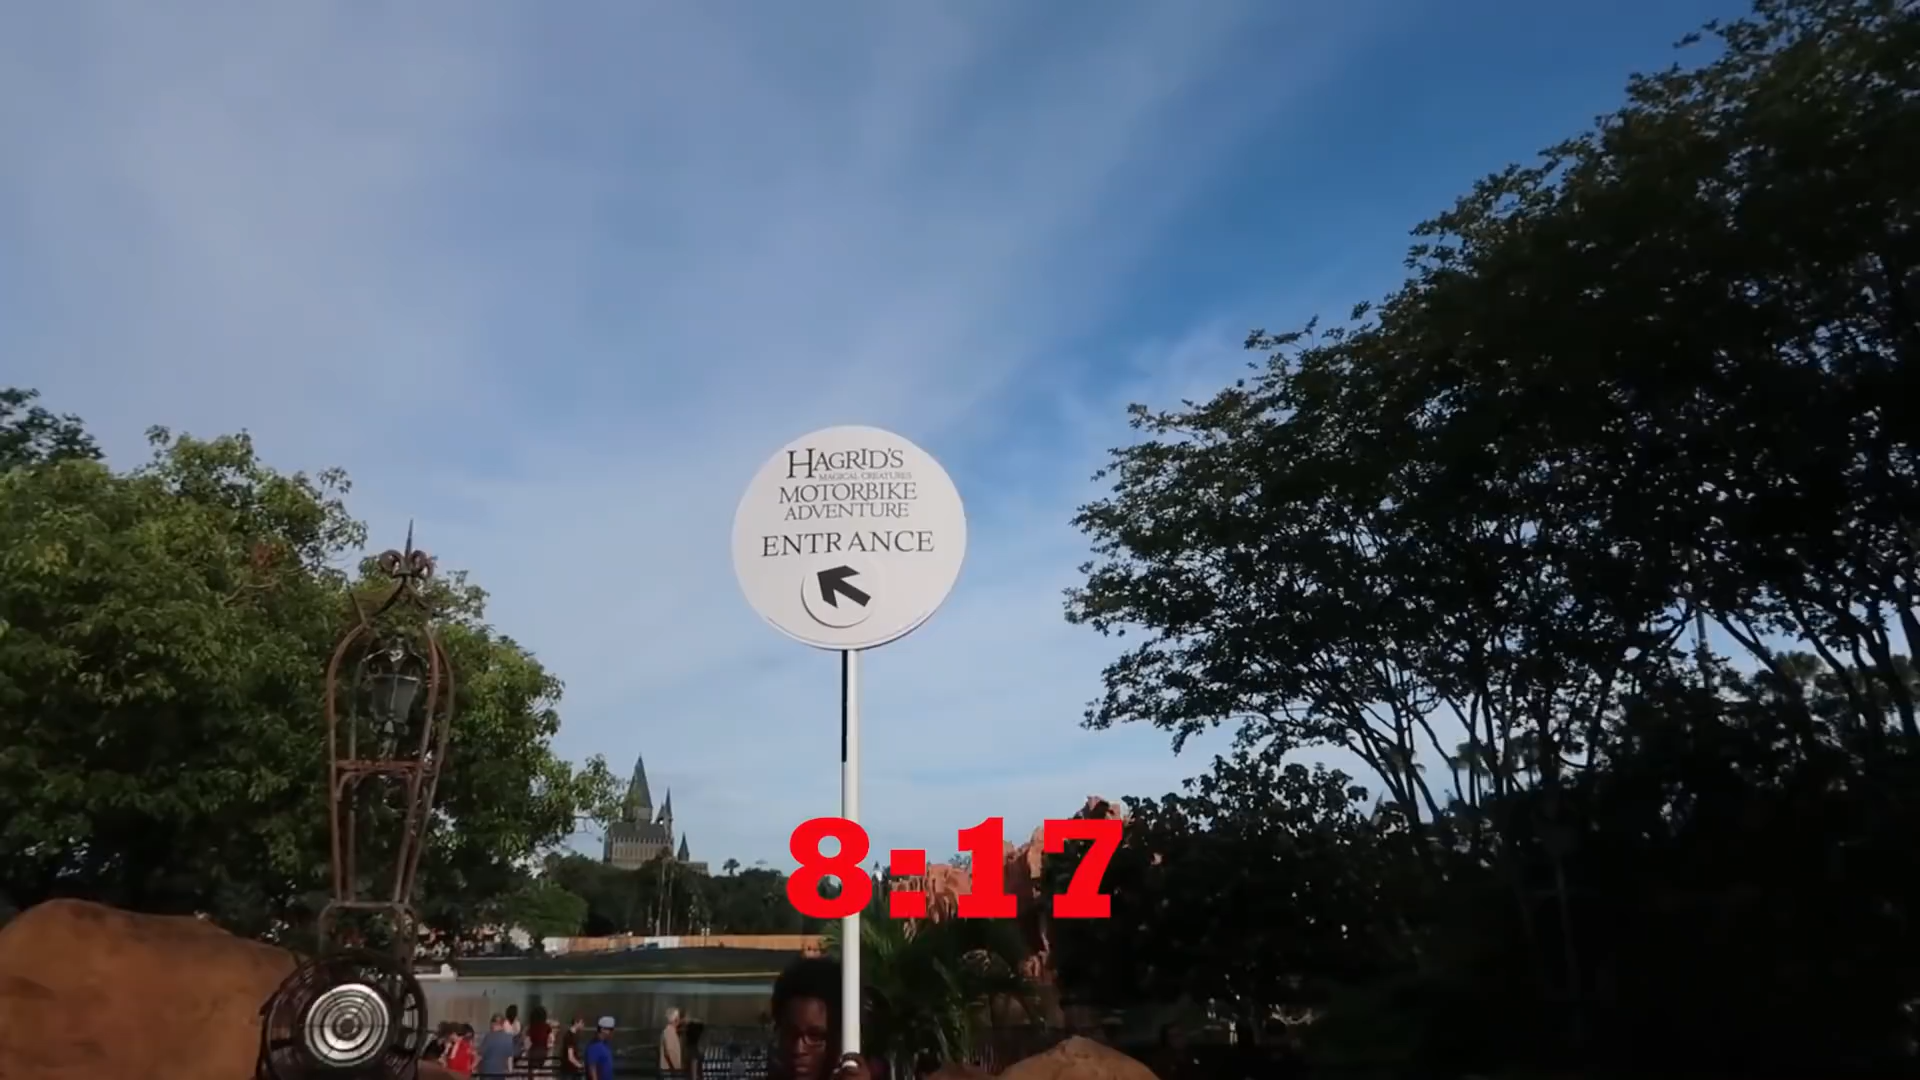 HAGRID'S
MAGICAL CREATURES
MOTORBIKE
ADVENTURE
ENTRANCE
8:17